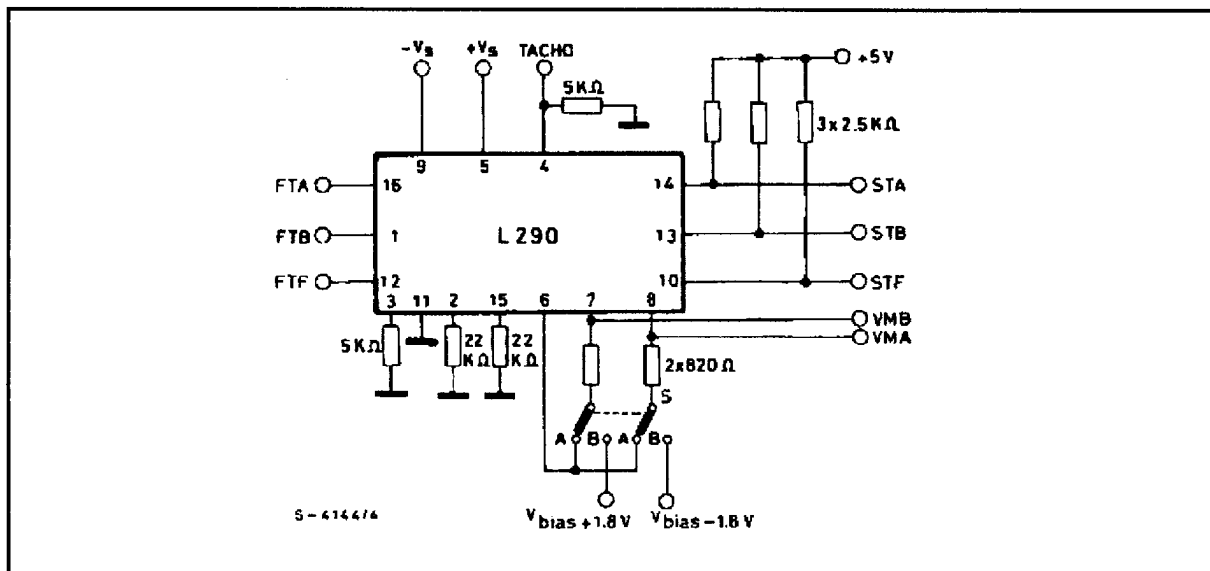 -Vs +Vs TACHO +5V
5KΩ
3x2.5KΩ
9 5 4
FTA 16 14 STA
FTB 1 L290 13 STB
FTF 12 10 STF
3 11 2 15 6 7 8
VMB
VMA
5KΩ 22 KΩ 22 KΩ 2x820Ω
S
A B A B
Vbias+1.8V Vbias-1.8V
S-4144/4